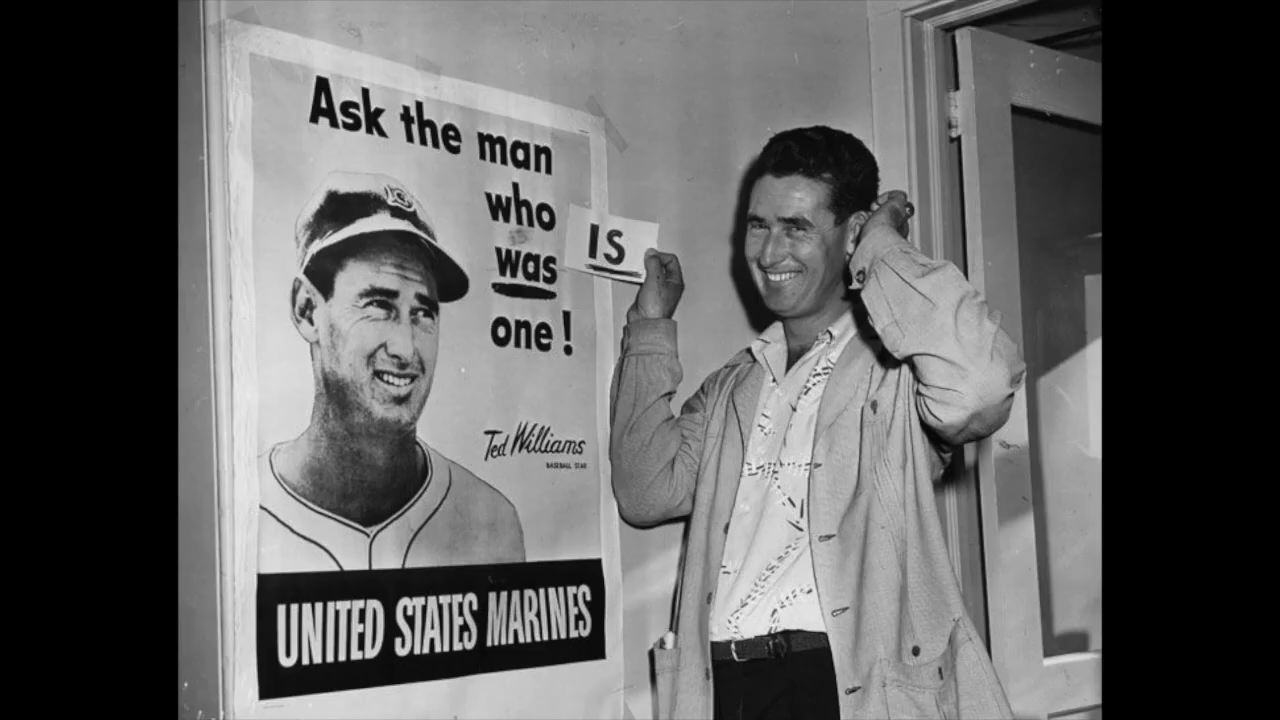 Ask the man
who
was
IS
one!
Ted Williams
BASEBALL STAR
UNITED STATES MARINES